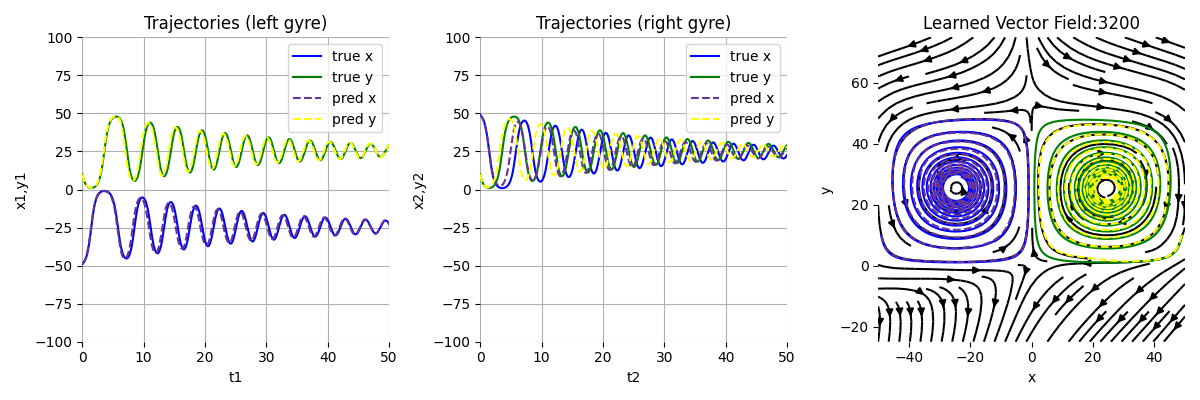 Trajectories (left gyre)
100
75
50
25
0
−25
−50
−75
−100
0
10
20
30
40
50
x1,y1
t1
true x
true y
pred x
pred y
Trajectories (right gyre)
100
75
50
25
0
−25
−50
−75
−100
0
10
20
30
40
50
x2,y2
t2
true x
true y
pred x
pred y
Learned Vector Field:3200
60
40
20
0
−20
−40
−20
0
20
40
y
x